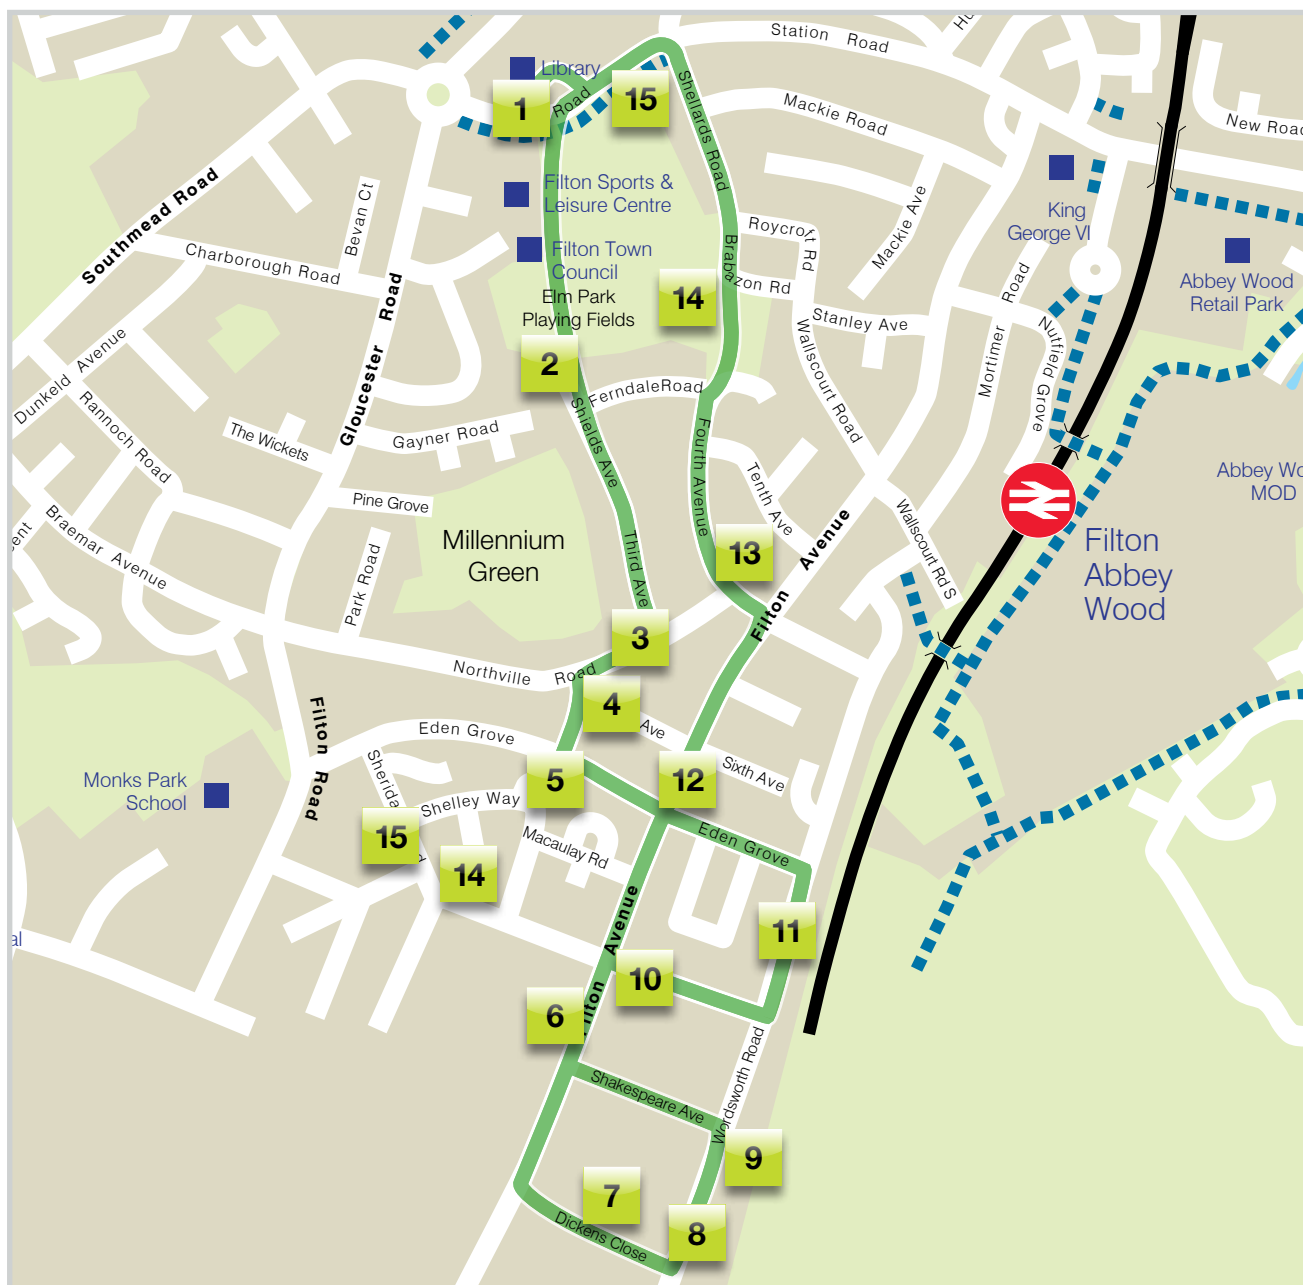 Station Road
Hu
Library
1
Road
15
Shellards Road
Mackie Road
New Road
Southmead Road
Bevan Ct
Filton Sports &
Leisure Centre
King
George VI
Charborough Road
Filton Town
Council
Elm Park
Playing Fields
Roycroft Rd
Mackie Ave
Abbey Wood
Retail Park
Gloucester Road
Brabazon Rd
14
Stanley Ave
Mortimer Road
Nutfield Grove
Wallscourt Road
Dunkeld Avenue
2
Ferndale Road
Shields Ave
Rannoch Road
The Wickets
Gayner Road
Fourth Avenue
Tenth Ave
Abbey Wo
MOD
Pine Grove
Wallscourt Rd S
ent
Braemar Avenue
Park Road
Millennium
Green
Third Ave
13
Filton Avenue
Filton
Abbey
Wood
3
Northville Road
4
Ave
Filton Road
Eden Grove
5
12
Sixth Ave
Monks Park
School
Sherida
d
Shelley Way
15
Macaulay Rd
Eden Grove
14
11
al
Filton Avenue
10
6
Wordsworth Road
Shakespeare Ave
9
7
8
Dickens Close